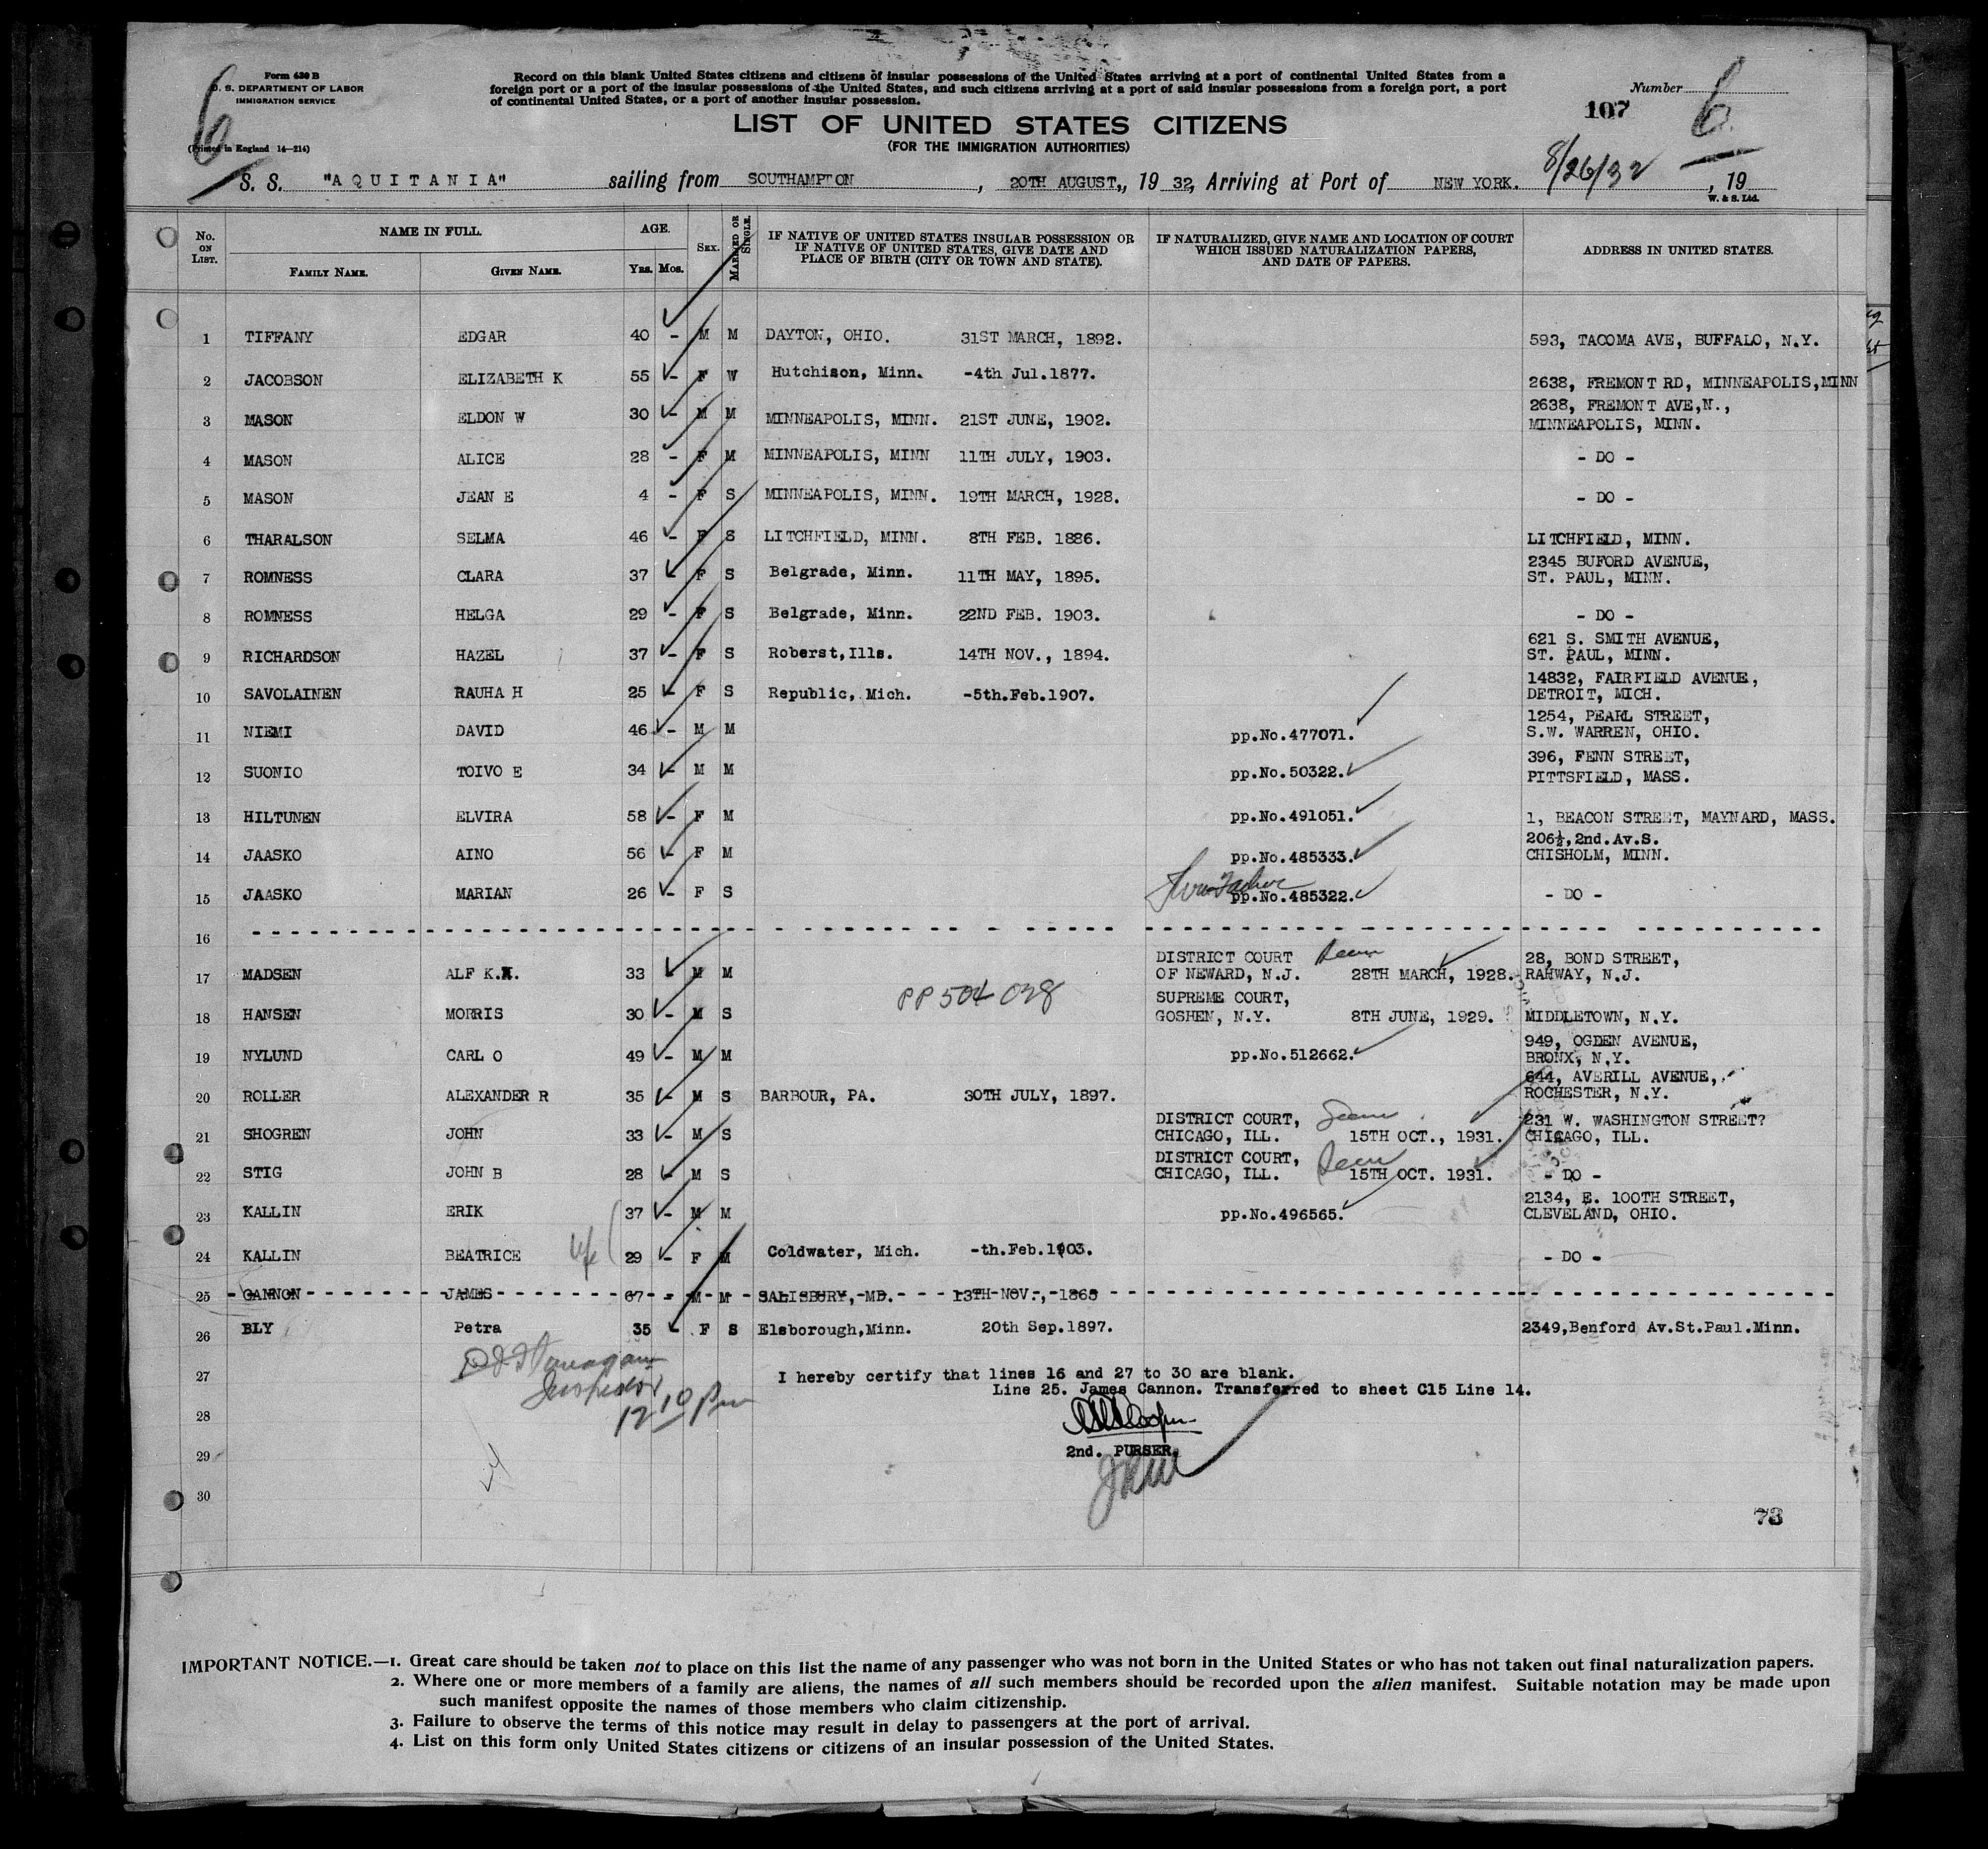 Form 630 B
U. S. DEPARTMENT OF LABOR
IMMIGRATION SERVICE
(Printed in England 14—214)
6
Record on this blank United States citizens and citizens of insular possessions of the United States arriving at a port of continental United States from a
foreign port or a port of the insular possessions of the United States, and such citizens arriving at a port of said insular possessions from a foreign port, a port
of continental United States, or a port of another insular possession.
Number 6
107
LIST OF UNITED STATES CITIZENS
(FOR THE IMMIGRATION AUTHORITIES)
S. S. "AQUITANIA" sailing from SOUTHAMPTON, 20TH AUGUST,, 19 32, Arriving at Port of NEW YORK. 8/26/32, 19
W. & S. Ltd.
No. ON LIST. NAME IN FULL. FAMILY NAME. GIVEN NAME. AGE. Yrs. Mos. SEX. MARRIED OR SINGLE. IF NATIVE OF UNITED STATES INSULAR POSSESSION OR IF NATIVE OF UNITED STATES, GIVE DATE AND PLACE OF BIRTH (CITY OR TOWN AND STATE). IF NATURALIZED, GIVE NAME AND LOCATION OF COURT WHICH ISSUED NATURALIZATION PAPERS, AND DATE OF PAPERS. ADDRESS IN UNITED STATES.
1 TIFFANY EDGAR 40 - M M DAYTON, OHIO. 31ST MARCH, 1892. 593, TACOMA AVE, BUFFALO, N.Y.
2 JACOBSON ELIZABETH K 55 - F W Hutchison, Minn. -4th Jul.1877. 2638, FREMONT RD, MINNEAPOLIS,MINN
3 MASON ELDON W 30 - M M MINNEAPOLIS, MINN. 21ST JUNE, 1902. 2638, FREMONT AVE,N., MINNEAPOLIS, MINN.
4 MASON ALICE 28 - F M MINNEAPOLIS, MINN 11TH JULY, 1903. - DO -
5 MASON JEAN E 4 - F S MINNEAPOLIS, MINN. 19TH MARCH, 1928. - DO -
6 THARALSON SELMA 46 - F S LITCHFIELD, MINN. 8TH FEB. 1886. LITCHFIELD, MINN.
7 ROMNESS CLARA 37 - F S Belgrade, Minn. 11TH MAY, 1895. 2345 BUFORD AVENUE, ST. PAUL, MINN.
8 ROMNESS HELGA 29 - F S Belgrade, Minn. 22ND FEB. 1903. - DO -
9 RICHARDSON HAZEL 37 - F S Roberst,Ills. 14TH NOV., 1894. 621 S. SMITH AVENUE, ST. PAUL, MINN.
10 SAVOLAINEN RAUHA H 25 - F S Republic, Mich. -5th.Feb.1907. 14832, FAIRFIELD AVENUE, DETROIT, MICH.
11 NIEMI DAVID 46 - M M pp.No.477071. 1254, PEARL STREET, S.W. WARREN, OHIO.
12 SUONIO TOIVO E 34 - M M pp.No.50322. 396, FENN STREET, PITTSFIELD, MASS.
13 HILTUNEN ELVIRA 58 - F M pp.No.491051. 1, BEACON STREET, MAYNARD, MASS.
14 JAASKO AINO 56 - F M pp.No.485333. 206½,2nd.Av.S. CHISHOLM, MINN.
15 JAASKO MARIAN 26 - F S pp.No.485322. - DO -
16
17 MADSEN ALF K.X. 33 M M DISTRICT COURT OF NEWARD, N.J. Seen 28TH MARCH, 1928. 28, BOND STREET, RAHWAY, N.J.
18 HANSEN MORRIS 30 - M S PP 504 028 SUPREME COURT, GOSHEN, N.Y. 8TH JUNE, 1929. MIDDLETOWN, N.Y.
19 NYLUND CARL O 49 - M M pp.No.512662. 949, OGDEN AVENUE, BRONX, N.Y.
20 ROLLER ALEXANDER R 35 - M S BARBOUR, PA. 30TH JULY, 1897. 644, AVERILL AVENUE, ROCHESTER, N.Y.
21 SHOGREN JOHN 33 - M S DISTRICT COURT, CHICAGO, ILL. Seen 15TH OCT., 1931. 231 W. WASHINGTON STREET? CHICAGO, ILL.
22 STIG JOHN B 28 - M S DISTRICT COURT, CHICAGO, ILL. Seen 15TH OCT. 1931. - DO -
23 KALLIN ERIK 37 - M M pp.No.496565. 2134, E. 100TH STREET, CLEVELAND, OHIO.
24 KALLIN BEATRICE 29 - F M Coldwater, Mich. -th.Feb.1903. - DO -
25 CANNON JAMES 67 - M M SALISBURY, MD. 13TH NOV., 1865
26 BLY Petra 35 F S Elsborough,Minn. 20th Sep.1897. 2349,Benford Av.St.Paul.Minn.
27 I hereby certify that lines 16 and 27 to 30 are blank.
Line 25. James Cannon. Transferred to sheet C15 Line 14.
Inspector
12 10 Pm
28
2nd. PURSER.
29
30
73
IMPORTANT NOTICE.—1. Great care should be taken not to place on this list the name of any passenger who was not born in the United States or who has not taken out final naturalization papers.
2. Where one or more members of a family are aliens, the names of all such members should be recorded upon the alien manifest. Suitable notation may be made upon
such manifest opposite the names of those members who claim citizenship.
3. Failure to observe the terms of this notice may result in delay to passengers at the port of arrival.
4. List on this form only United States citizens or citizens of an insular possession of the United States.